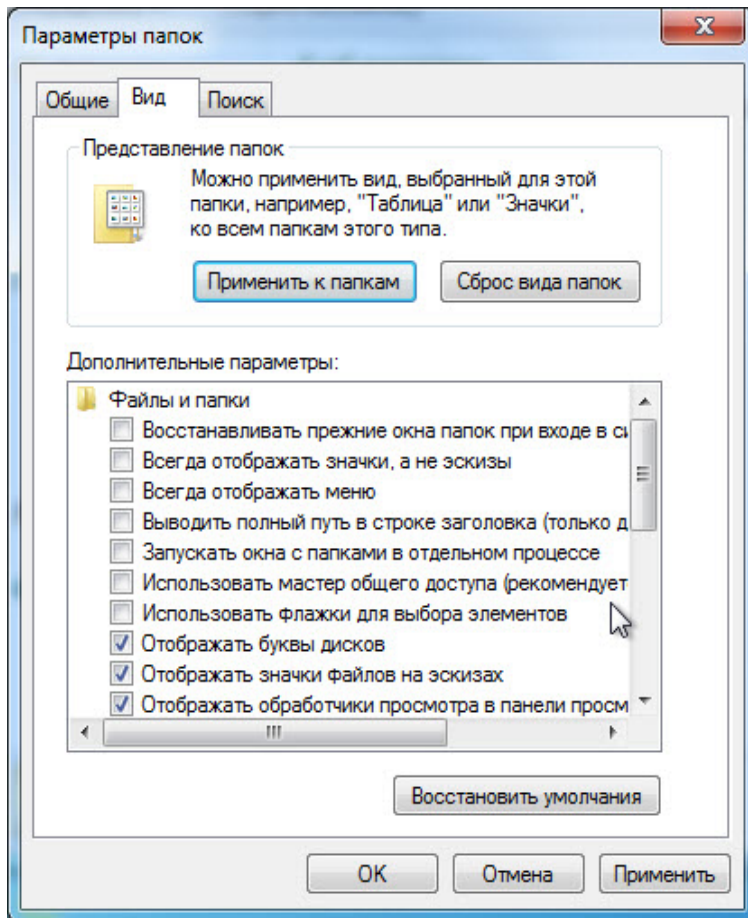 Параметры папок
Общие
Вид
Поиск
Представление папок
Можно применить вид, выбранный для этой
папки, например, "Таблица" или "Значки",
ко всем папкам этого типа.
Применить к папкам
Сброс вида папок
Дополнительные параметры:
Файлы и папки
Восстанавливать прежние окна папок при входе в си
Всегда отображать значки, а не эскизы
Всегда отображать меню
Выводить полный путь в строке заголовка (только д
Запускать окна с папками в отдельном процессе
Использовать мастер общего доступа (рекомендует
Использовать флажки для выбора элементов
Отображать буквы дисков
Отображать значки файлов на эскизах
Отображать обработчики просмотра в панели просм
Восстановить умолчания
OK
Отмена
Применить